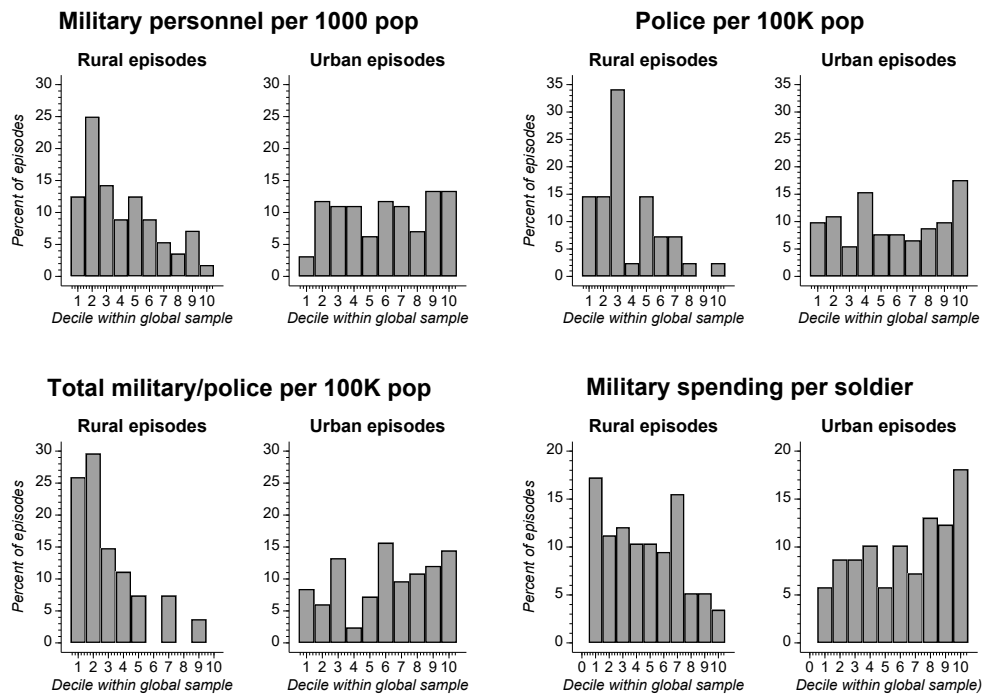 Military personnel per 1000 pop
Rural episodes
Urban episodes
Percent of episodes
30
25
20
15
10
5
0
1 2 3 4 5 6 7 8 9 10
Decile within global sample
30
25
20
15
10
5
0
1 2 3 4 5 6 7 8 9 10
Decile within global sample
Police per 100K pop
Rural episodes
Urban episodes
Percent of episodes
35
30
25
20
15
10
5
0
1 2 3 4 5 6 7 8 9 10
Decile within global sample
35
30
25
20
15
10
5
0
1 2 3 4 5 6 7 8 9 10
Decile within global sample)
Total military/police per 100K pop
Rural episodes
Urban episodes
Percent of episodes
30
25
20
15
10
5
0
1 2 3 4 5 6 7 8 9 10
Decile within global sample
30
25
20
15
10
5
0
1 2 3 4 5 6 7 8 9 10
Decile within global sample
Military spending per soldier
Rural episodes
Urban episodes
Percent of episodes
20
15
10
5
0
0 1 2 3 4 5 6 7 8 9 10
Decile within global sample
20
15
10
5
0
0 1 2 3 4 5 6 7 8 9 10
Decile within global sample)